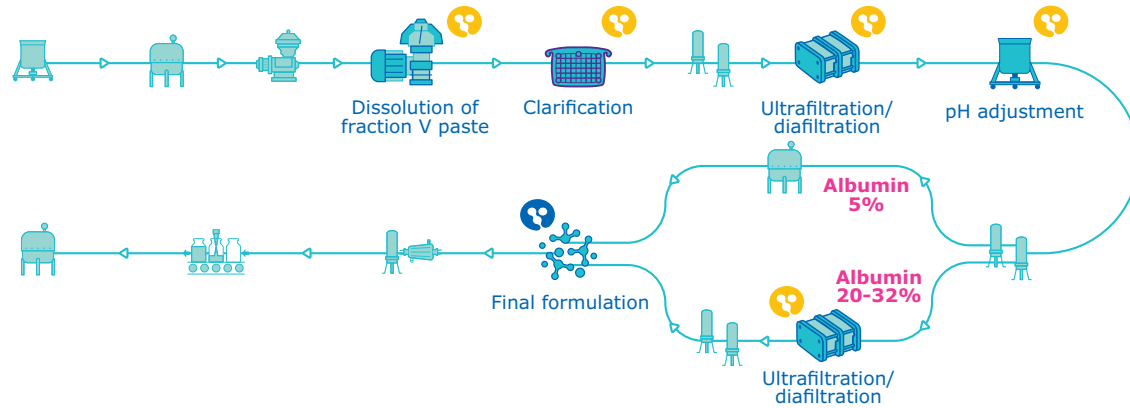 Dissolution of
fraction V paste
Clarification
Ultrafiltration/
diafiltration
pH adjustment
Albumin
5%
Albumin
20-32%
Final formulation
Ultrafiltration/
diafiltration